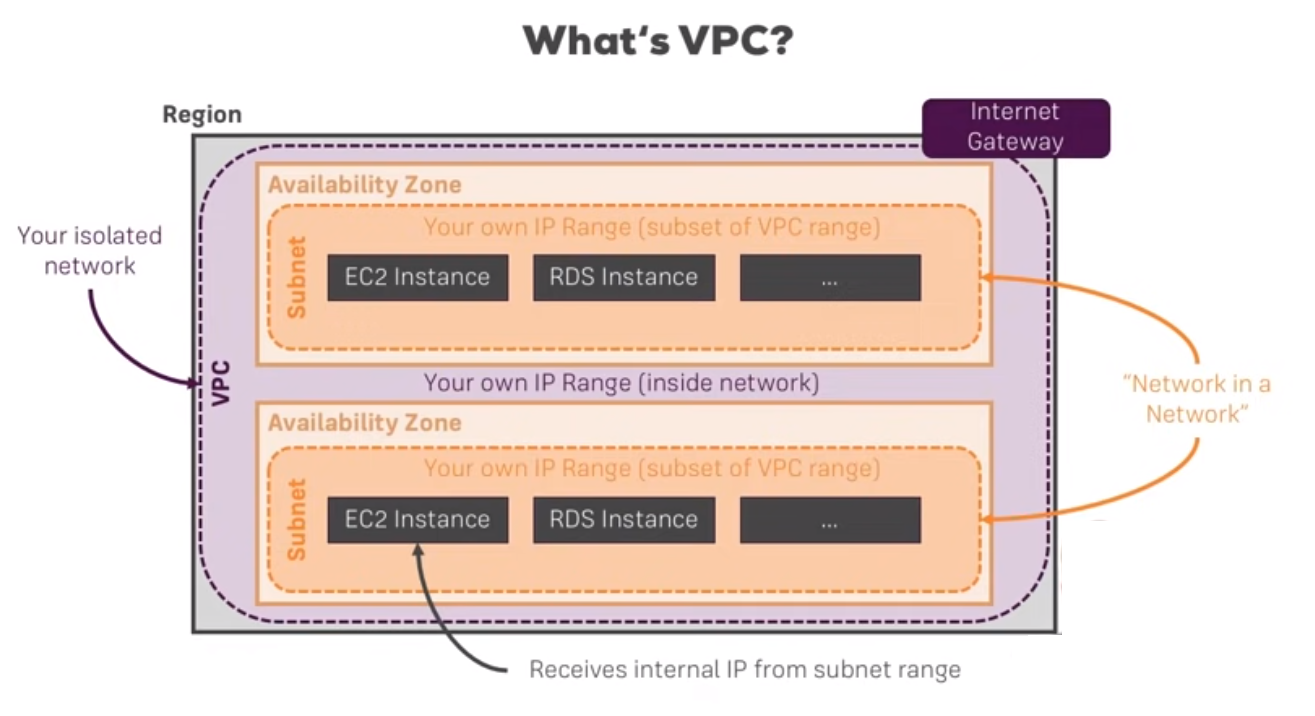 What's VPC?
Region
Internet
Gateway
Availability Zone
Your own IP Range (subset of VPC range)
Subnet
EC2 Instance
RDS Instance
...
Your isolated
network
VPC
Your own IP Range (inside network)
"Network in a
Network"
Availability Zone
Your own IP Range (subset of VPC range)
Subnet
EC2 Instance
RDS Instance
...
Receives internal IP from subnet range